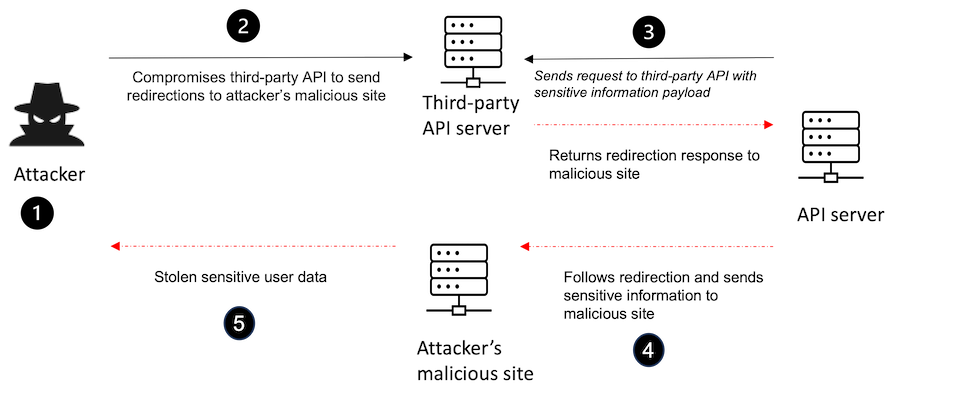 2
3
Compromises third-party API to send
redirections to attacker's malicious site
Sends request to third-party API with
sensitive information payload
Third-party
API server
Returns redirection response to
malicious site
Attacker
1
API server
Stolen sensitive user data
5
Follows redirection and sends
sensitive information to
malicious site
4
Attacker's
malicious site